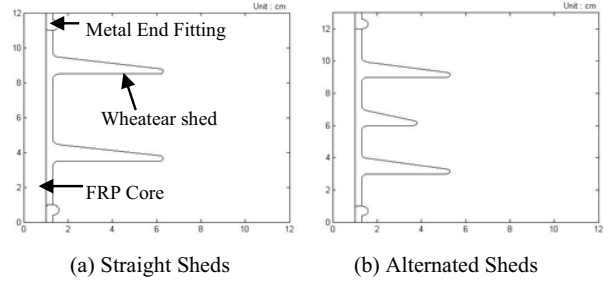 Unit : cm
Unit : cm
12
10
8
6
4
2
0
0 2 4 6 8 10 12
Metal End Fitting
Wheatear shed
FRP Core
12
10
8
6
4
2
0
0 2 4 6 8 10 12
(a) Straight Sheds
(b) Alternated Sheds